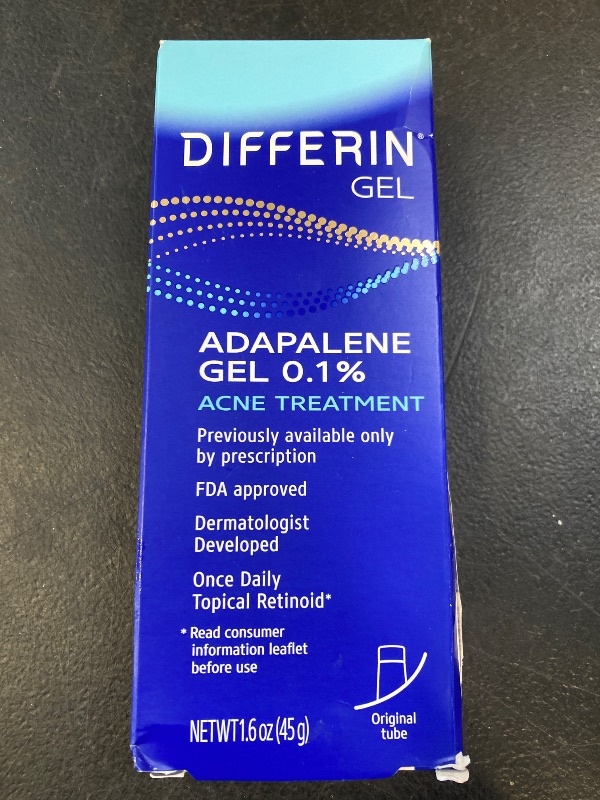 DIFFERIN®
GEL
ADAPALENE
GEL 0.1%
ACNE TREATMENT
Previously available only
by prescription
FDA approved
Dermatologist
Developed
Once Daily
Topical Retinoid*
* Read consumer
information leaflet
before use
Original
tube
NETWT1.6 oz (45 g)